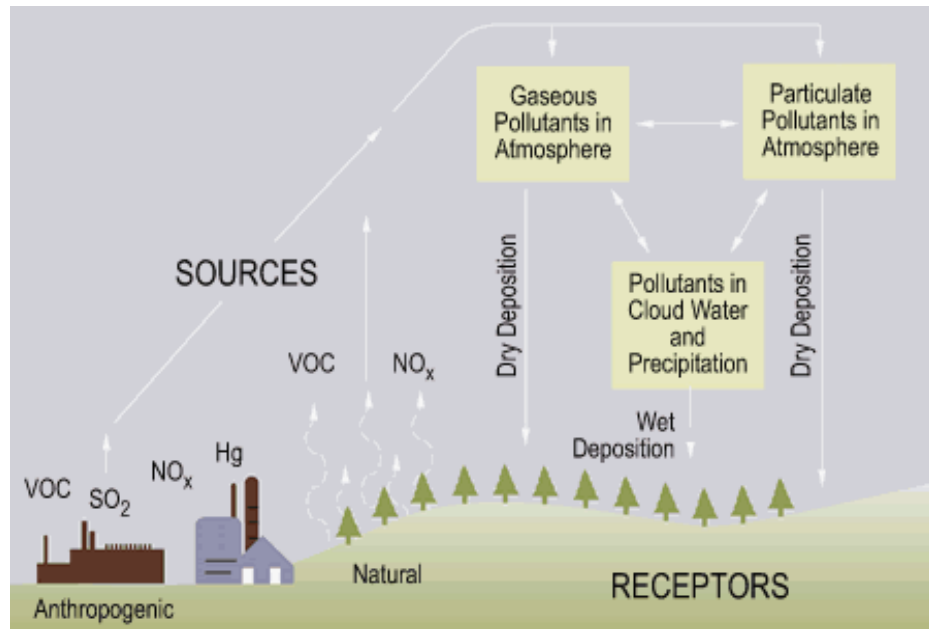 Gaseous
Pollutants in
Atmosphere
Particulate
Pollutants in
Atmosphere
SOURCES
Dry Deposition
Pollutants in
Cloud Water
and
Precipitation
Dry Deposition
VOC
NOx
Wet
Deposition
VOC
SO2
NOx
Hg
Natural
RECEPTORS
Anthropogenic